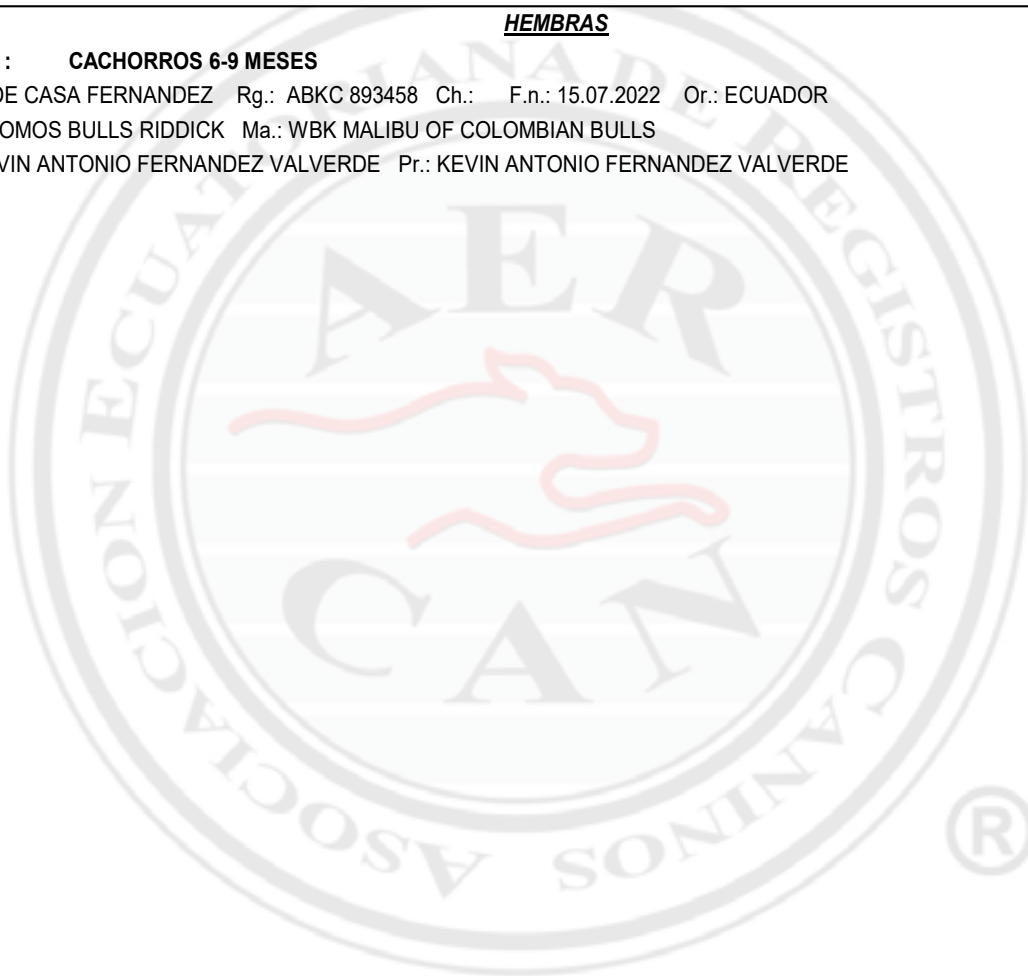 HEMBRAS
: CACHORROS 6-9 MESES
DE CASA FERNANDEZ Rg.: ABKC 893458 Ch.: F.n.: 15.07.2022 Or.: ECUADOR
OMOS BULLS RIDDICK Ma.: WBK MALIBU OF COLOMBIAN BULLS
VIN ANTONIO FERNANDEZ VALVERDE Pr.: KEVIN ANTONIO FERNANDEZ VALVERDE
ASOCIACION ECUATORIANA DE REGISTROS CANINOS
AER
CAN
®